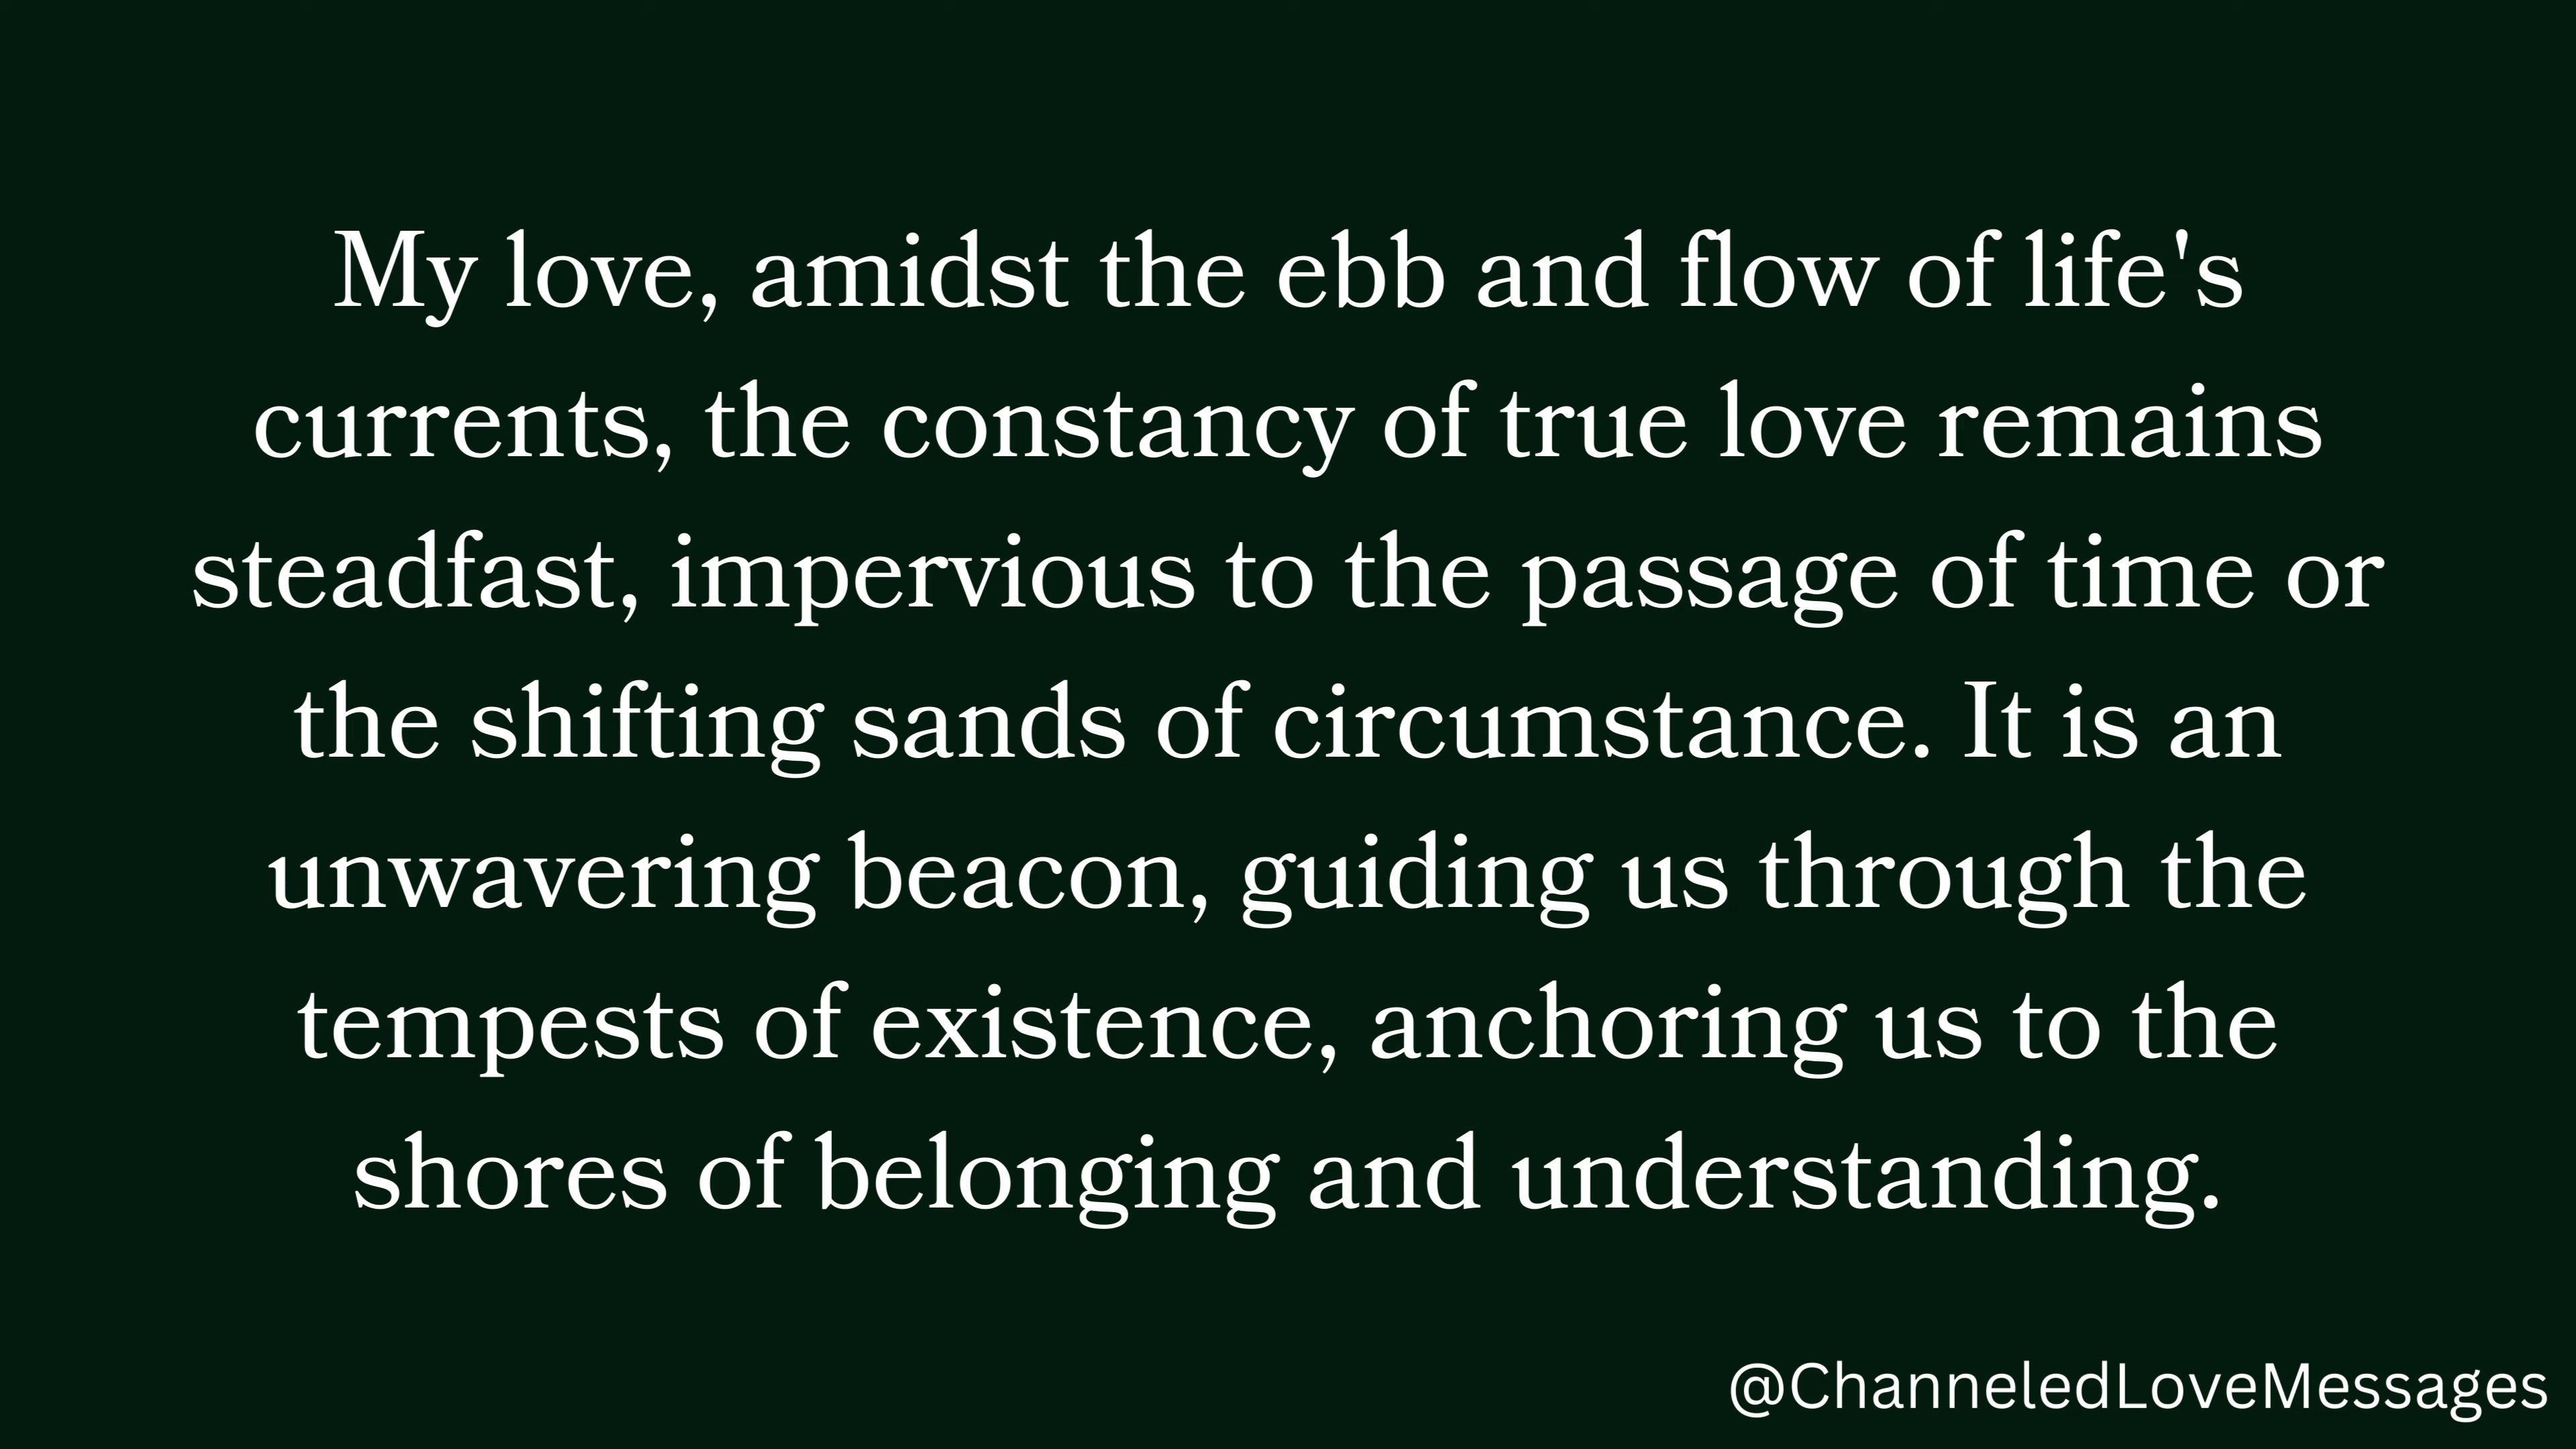 My love, amidst the ebb and flow of life's
currents, the constancy of true love remains
steadfast, impervious to the passage of time or
the shifting sands of circumstance. It is an
unwavering beacon, guiding us through the
tempests of existence, anchoring us to the
shores of belonging and understanding.
@ChanneledLoveMessages